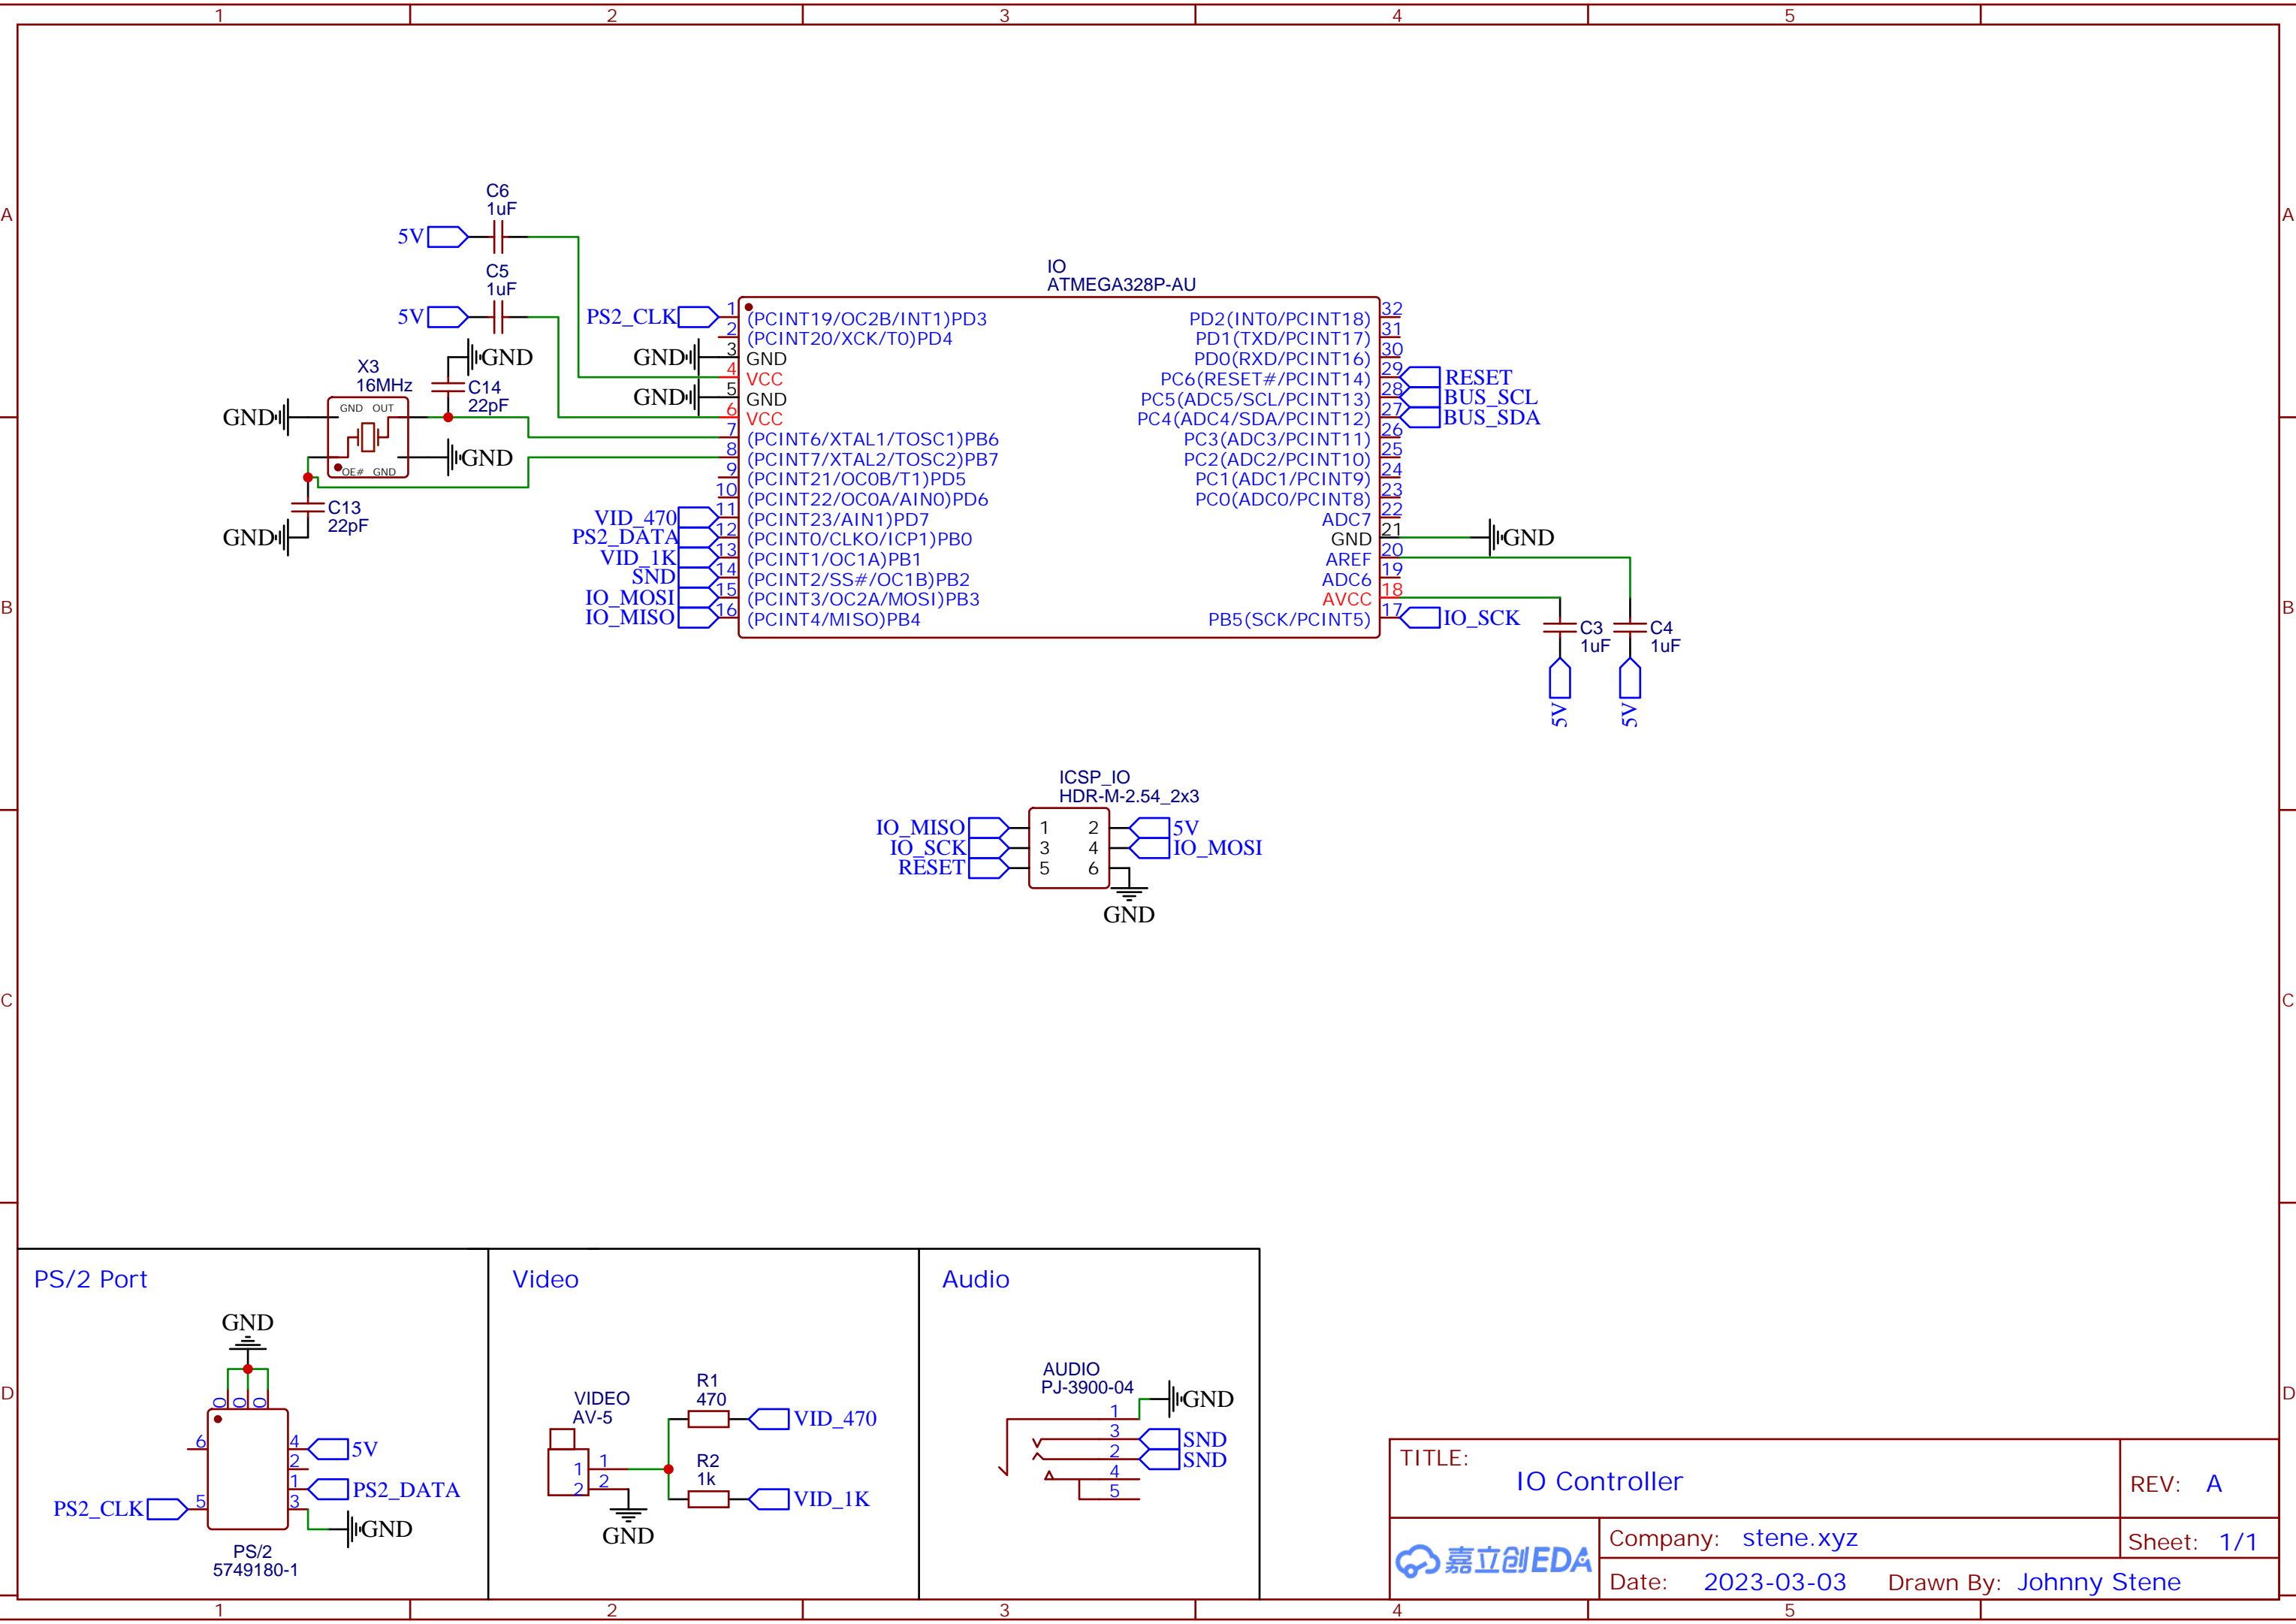 1 2 3 4 5
A A
B B
C C
D D
C6
1uF
5V
C5
1uF
5V
GND
X3
16MHz
C14
22pF
GND
GND OUT
OE# GND
GND
C13
22pF
GND
IO
ATMEGA328P-AU
PS2_CLK 1 (PCINT19/OC2B/INT1)PD3
2 (PCINT20/XCK/T0)PD4
GND 3 GND
4 VCC
GND 5 GND
6 VCC
7 (PCINT6/XTAL1/TOSC1)PB6
8 (PCINT7/XTAL2/TOSC2)PB7
9 (PCINT21/OC0B/T1)PD5
10 (PCINT22/OC0A/AIN0)PD6
VID_470 11 (PCINT23/AIN1)PD7
PS2_DATA 12 (PCINT0/CLKO/ICP1)PB0
VID_1K 13 (PCINT1/OC1A)PB1
SND 14 (PCINT2/SS#/OC1B)PB2
IO_MOSI 15 (PCINT3/OC2A/MOSI)PB3
IO_MISO 16 (PCINT4/MISO)PB4
PD2(INT0/PCINT18) 32
PD1(TXD/PCINT17) 31
PD0(RXD/PCINT16) 30
PC6(RESET#/PCINT14) 29 RESET
PC5(ADC5/SCL/PCINT13) 28 BUS_SCL
PC4(ADC4/SDA/PCINT12) 27 BUS_SDA
PC3(ADC3/PCINT11) 26
PC2(ADC2/PCINT10) 25
PC1(ADC1/PCINT9) 24
PC0(ADC0/PCINT8) 23
ADC7 22
GND 21 GND
AREF 20
ADC6 19
AVCC 18
PB5(SCK/PCINT5) 17 IO_SCK
C3
1uF
C4
1uF
5V
5V
ICSP_IO
HDR-M-2.54_2x3
IO_MISO 1 2 5V
IO_SCK 3 4 IO_MOSI
RESET 5 6
GND
PS/2 Port
GND
0 0 0
6 4 5V
2
1 PS2_DATA
PS2_CLK 5 3 GND
PS/2
5749180-1
Video
VIDEO
AV-5
1 1
2 2
GND
R1
470
VID_470
R2
1k
VID_1K
Audio
AUDIO
PJ-3900-04
1 GND
3 SND
2 SND
4
5
TITLE:
IO Controller
REV: A
嘉立创EDA
Company: stene.xyz
Sheet: 1/1
Date: 2023-03-03 Drawn By: Johnny Stene
1 2 3 4 5